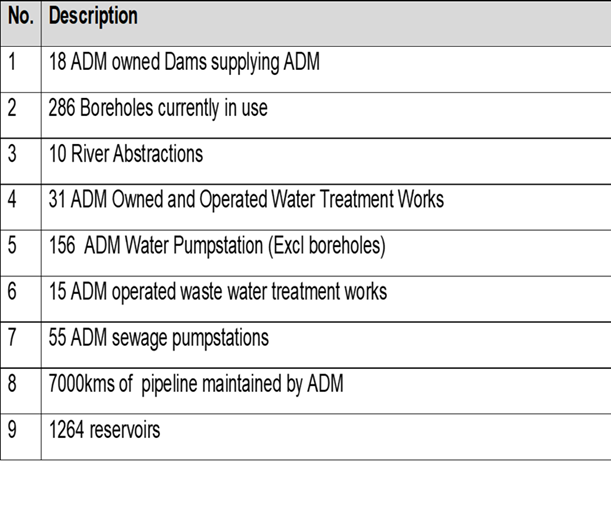 No. Description
1 18 ADM owned Dams supplying ADM
2 286 Boreholes currently in use
3 10 River Abstractions
4 31 ADM Owned and Operated Water Treatment Works
5 156 ADM Water Pumpstation (Excl boreholes)
6 15 ADM operated waste water treatment works
7 55 ADM sewage pumpstations
8 7000kms of pipeline maintained by ADM
9 1264 reservoirs